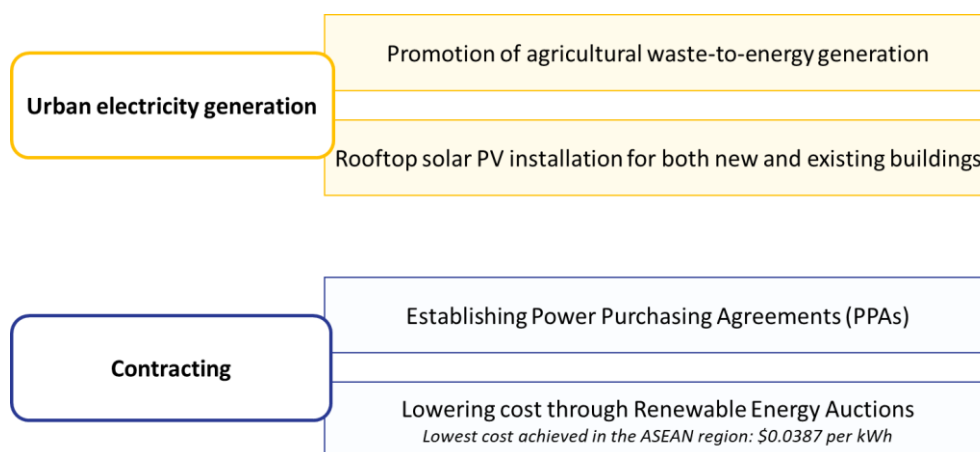 Urban electricity generation
Promotion of agricultural waste-to-energy generation
Rooftop solar PV installation for both new and existing buildings
Contracting
Establishing Power Purchasing Agreements (PPAs)
Lowering cost through Renewable Energy Auctions
Lowest cost achieved in the ASEAN region: $0.0387 per kWh